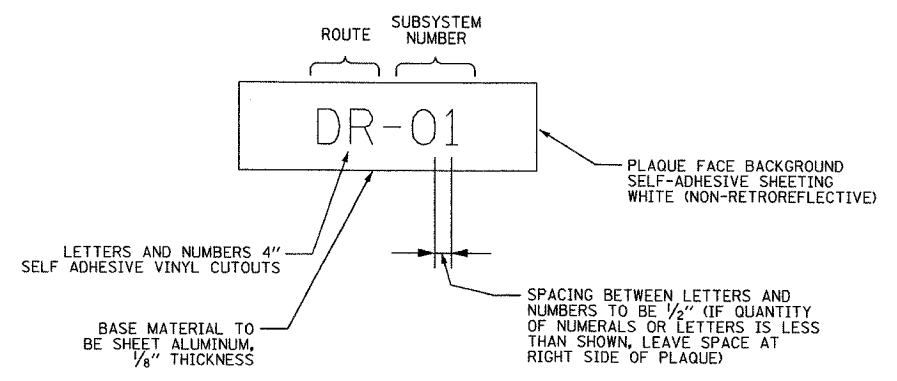 ROUTE
SUBSYSTEM
NUMBER
DR-01
PLAQUE FACE BACKGROUND
SELF-ADHESIVE SHEETING
WHITE (NON-RETROREFLECTIVE)
LETTERS AND NUMBERS 4"
SELF ADHESIVE VINYL CUTOUTS
SPACING BETWEEN LETTERS AND
NUMBERS TO BE 1/2" (IF QUANTITY
OF NUMERALS OR LETTERS IS LESS
THAN SHOWN, LEAVE SPACE AT
RIGHT SIDE OF PLAQUE)
BASE MATERIAL TO
BE SHEET ALUMINUM,
1/8" THICKNESS